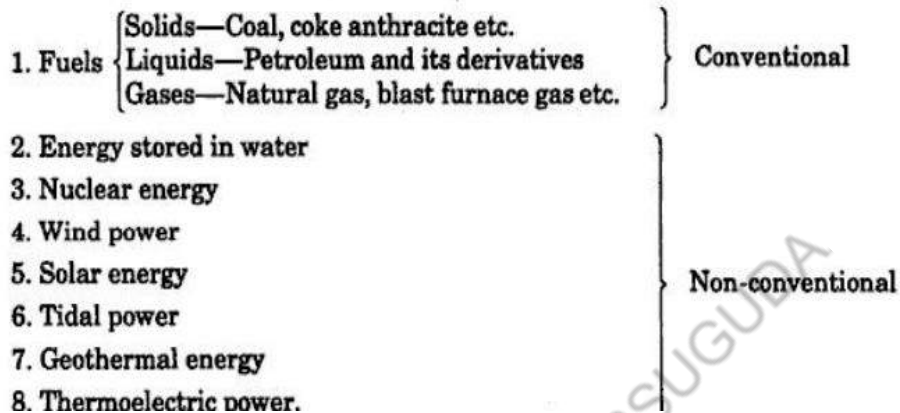 Solids—Coal, coke anthracite etc.
1. Fuels Liquids—Petroleum and its derivatives Conventional
Gases—Natural gas, blast furnace gas etc.
2. Energy stored in water
3. Nuclear energy
4. Wind power
5. Solar energy Non-conventional
6. Tidal power
7. Geothermal energy
8. Thermoelectric power.
SUGUDA